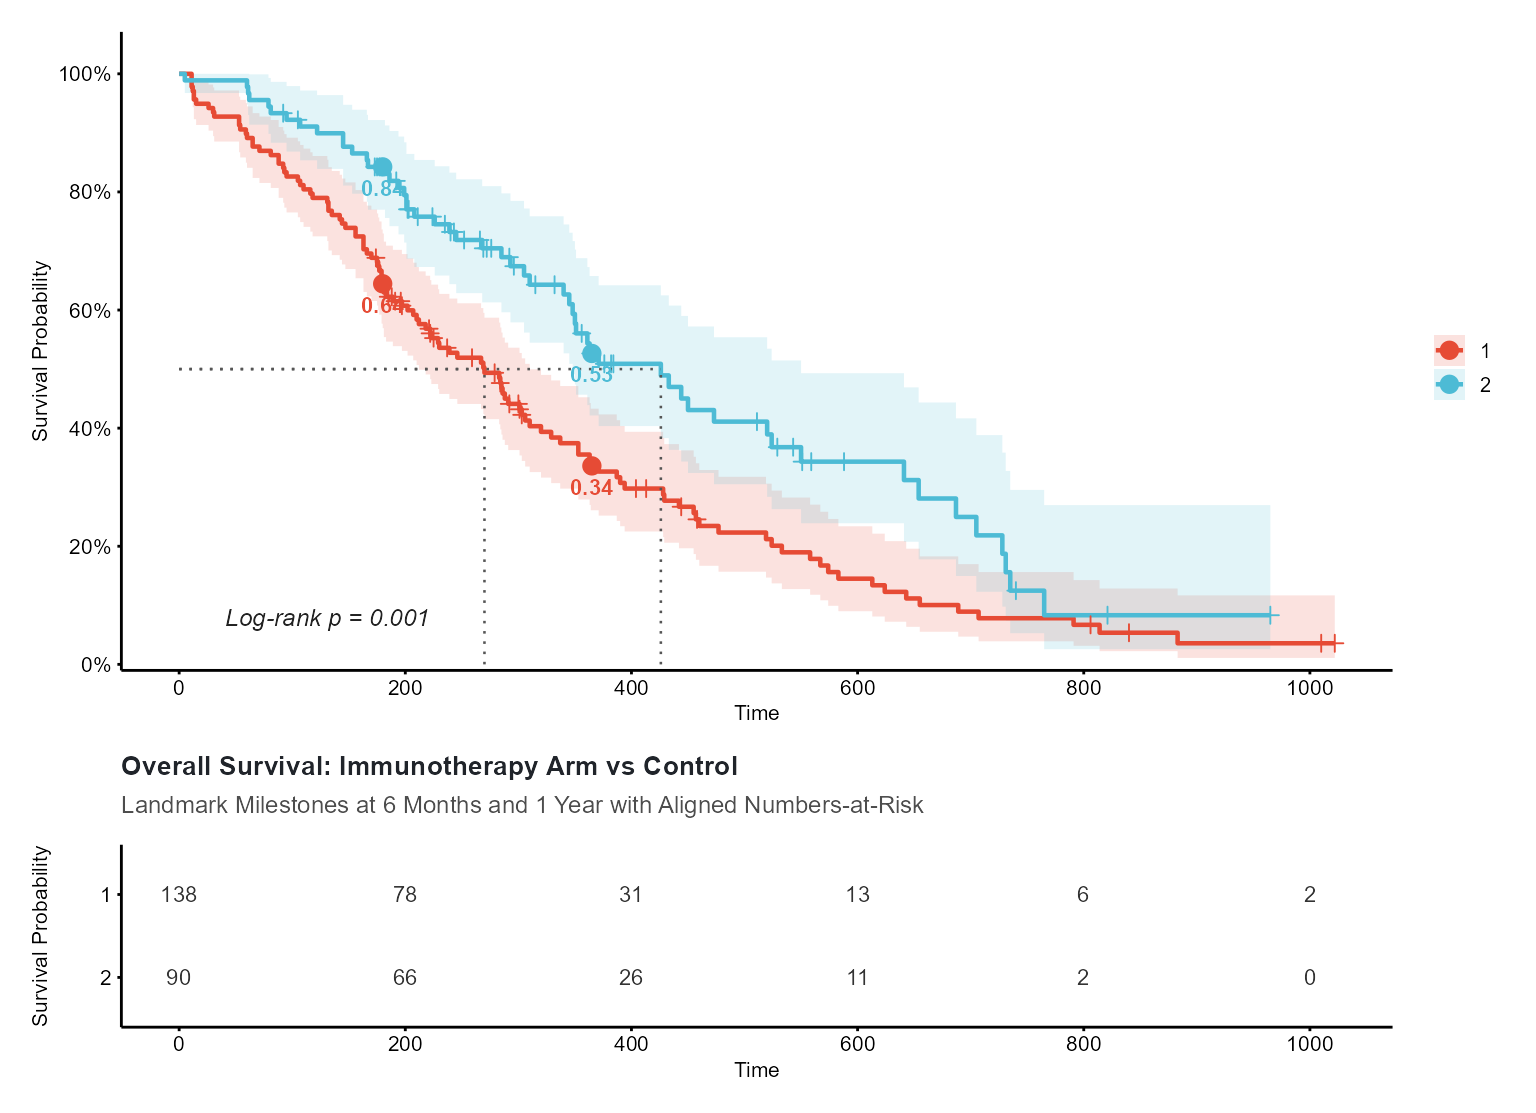 Survival Probability
100%
80%
60%
40%
20%
0%
0.84
0.64
0.53
0.34
Log-rank p = 0.001
0 200 400 600 800 1000
Time
1
2
Overall Survival: Immunotherapy Arm vs Control
Landmark Milestones at 6 Months and 1 Year with Aligned Numbers-at-Risk
Survival Probability
1 138 78 31 13 6 2
2 90 66 26 11 2 0
0 200 400 600 800 1000
Time